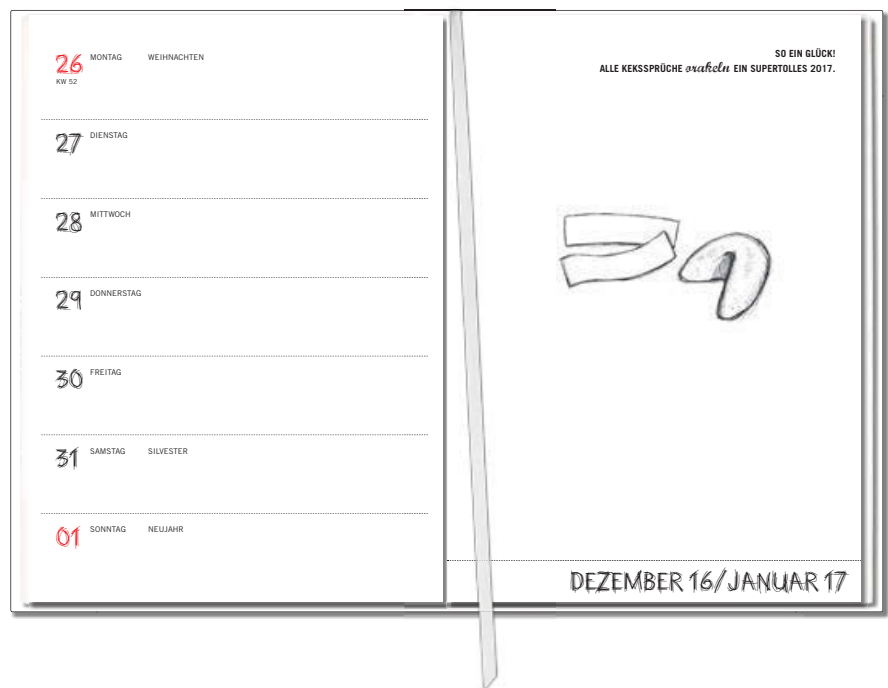 26 MONTAG WEIHNACHTEN
KW 52
27 DIENSTAG
28 MITTWOCH
29 DONNERSTAG
30 FREITAG
31 SAMSTAG SILVESTER
01 SONNTAG NEUJAHR
SO EIN GLÜCK!
ALLE KEKSSPRÜCHE orakeln EIN SUPERTOLLES 2017.
DEZEMBER 16/JANUAR 17